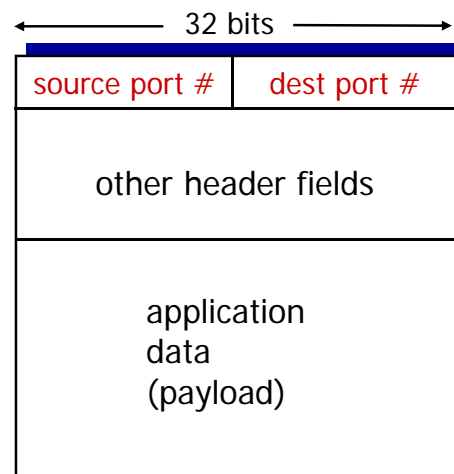 32 bits
source port #
dest port #
other header fields
application
data
(payload)